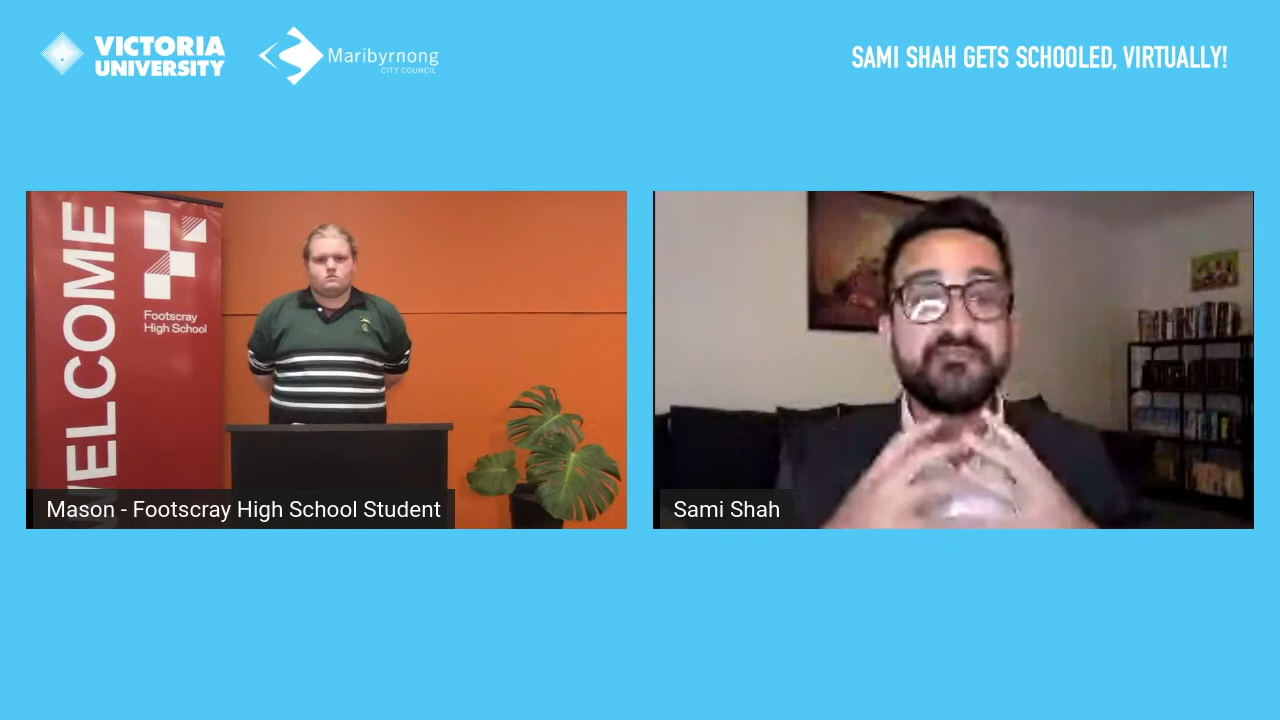 VICTORIA
UNIVERSITY
Maribyrnong
CITY COUNCIL
SAMI SHAH GETS SCHOOLED, VIRTUALLY!
WELCOME
Footscray
High School
Mason - Footscray High School Student
Sami Shah